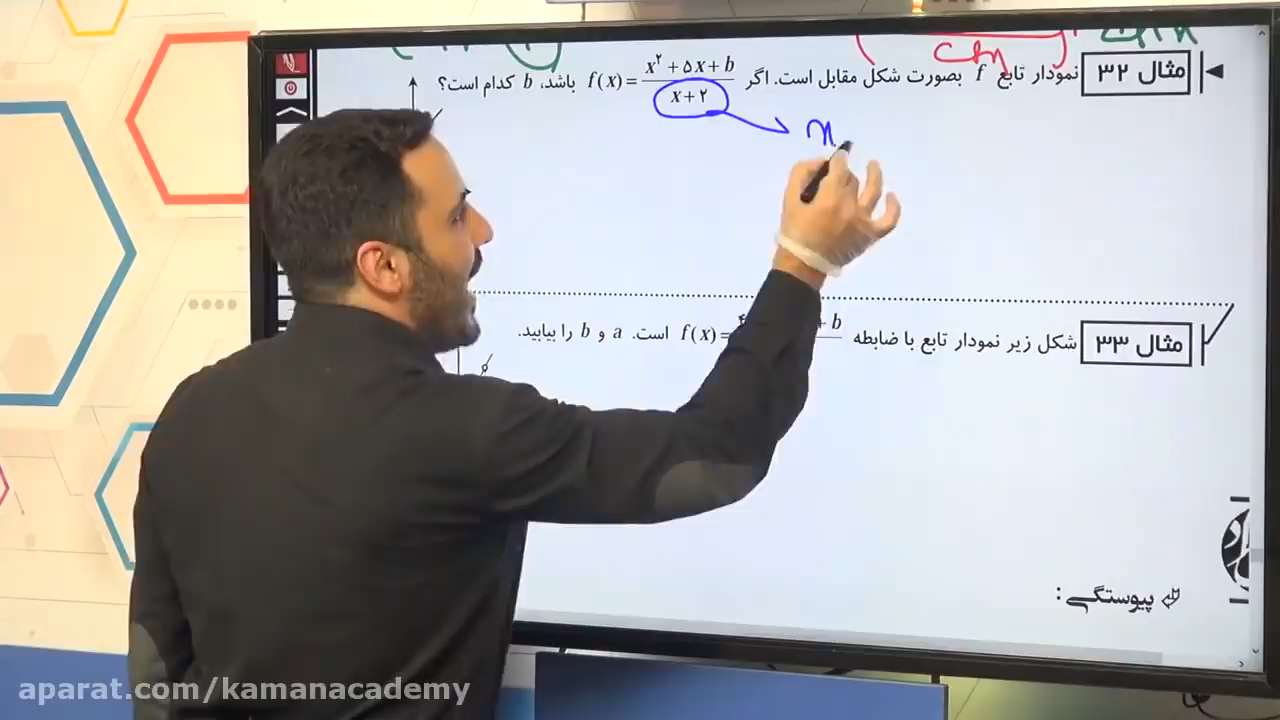 مثال ۳۲ نمودار تابع f بصورت شکل مقابل است. اگر f(x) = (x² + ۵x + b) / (x + ۲) باشد، b کدام است؟
x
مثال ۳۳ شکل زیر نمودار تابع با ضابطه + b f(x) = است. a و b را بیابید.
پیوستگی :
aparat.com/kamanacademy